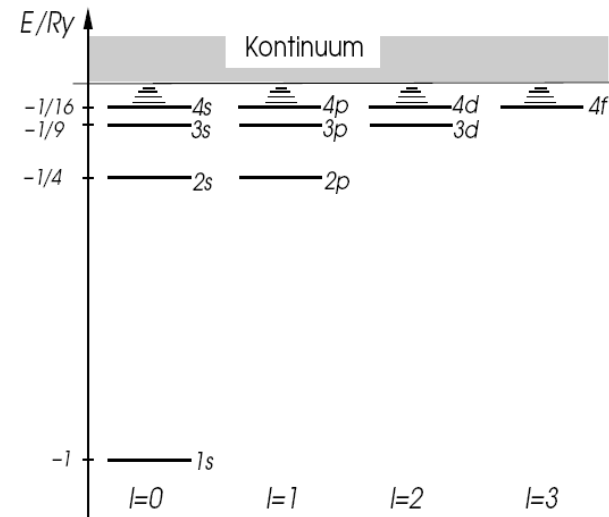 E/Ry
Kontinuum
−1/16 4s 4p 4d 4f
−1/9 3s 3p 3d
−1/4 2s 2p
−1 1s
l=0 l=1 l=2 l=3